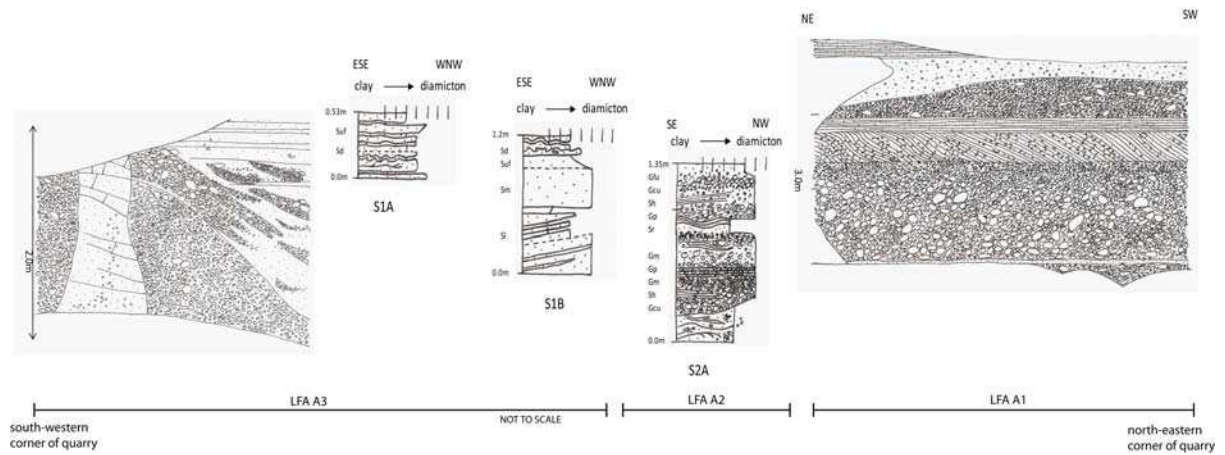 2.0m
ESE WNW
clay → diamicton
0.53m
Suf
Sd
0.0m
S1A
ESE WNW
clay → diamicton
1.2m
Sd
Suf
Sm
Sl
0.0m
S1B
SE NW
clay → diamicton
1.35m
Gfu
Gcu
Sh
Gp
Sr
Gm
Gp
Gm
Sh
Gcu
0.0m
S2A
NE SW
3.0m
LFA A3
LFA A2
LFA A1
NOT TO SCALE
south-western
corner of quarry
north-eastern
corner of quarry